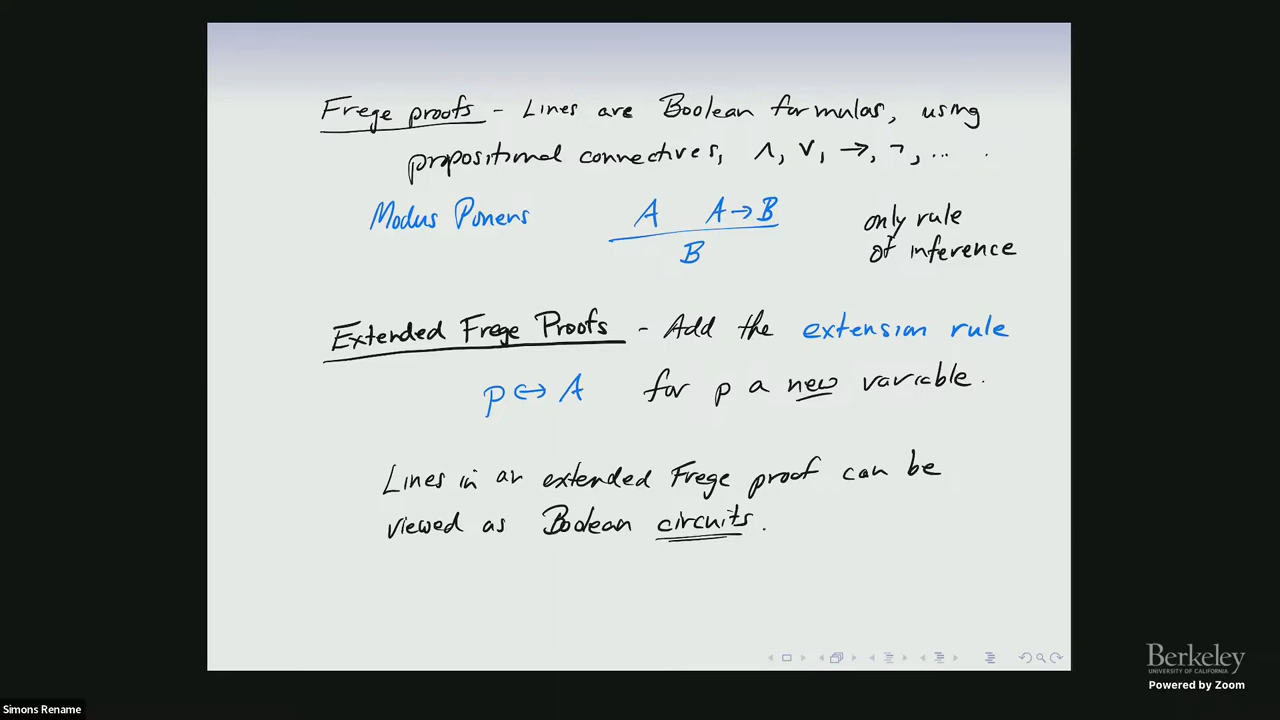 Frege proofs - Lines are Boolean formulas, using
propositional connectives, ∧, ∨, →, ¬, ... .
Modus Ponens A A→B only rule
B of inference
Extended Frege Proofs - Add the extension rule
p↔A for p a new variable.
Lines in an extended Frege proof can be
viewed as Boolean circuits.
Berkeley
UNIVERSITY OF CALIFORNIA
Powered by Zoom
Simons Rename